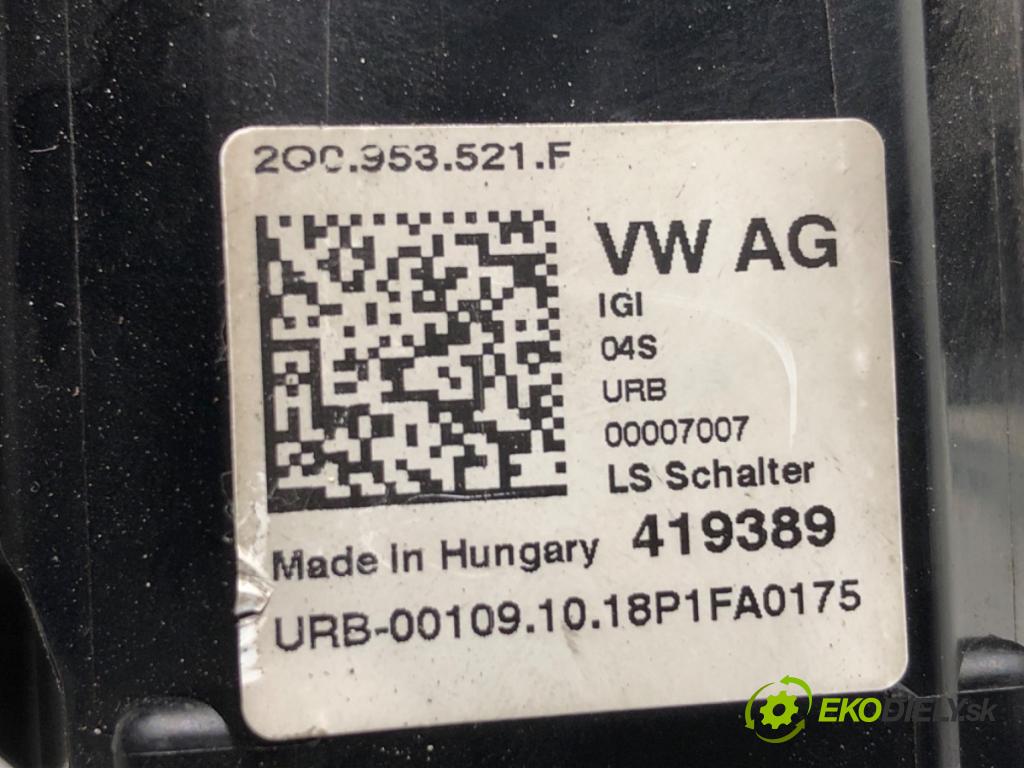 2Q0.953.521.F
VW AG
IGI
04S
URB
00007007
LS Schalter
Made In Hungary 419389
URB-00109.10.18P1FA0175
EKODIELY.sk